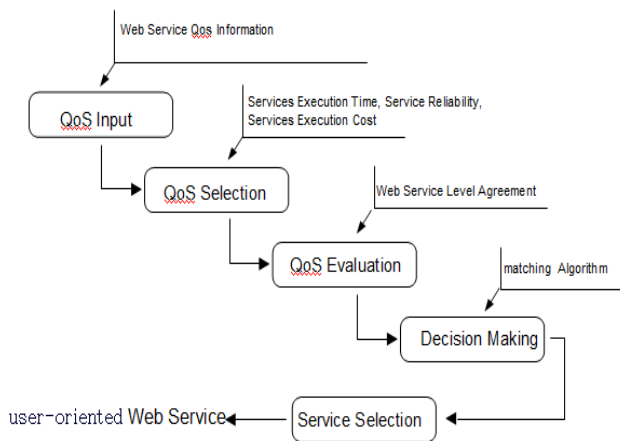 Web Service Qos Information
QoS Input
Services Execution Time, Service Reliability,
Services Execution Cost
QoS Selection
Web Service Level Agreement
QoS Evaluation
matching Algorithm
Decision Making
Service Selection
user-oriented Web Service